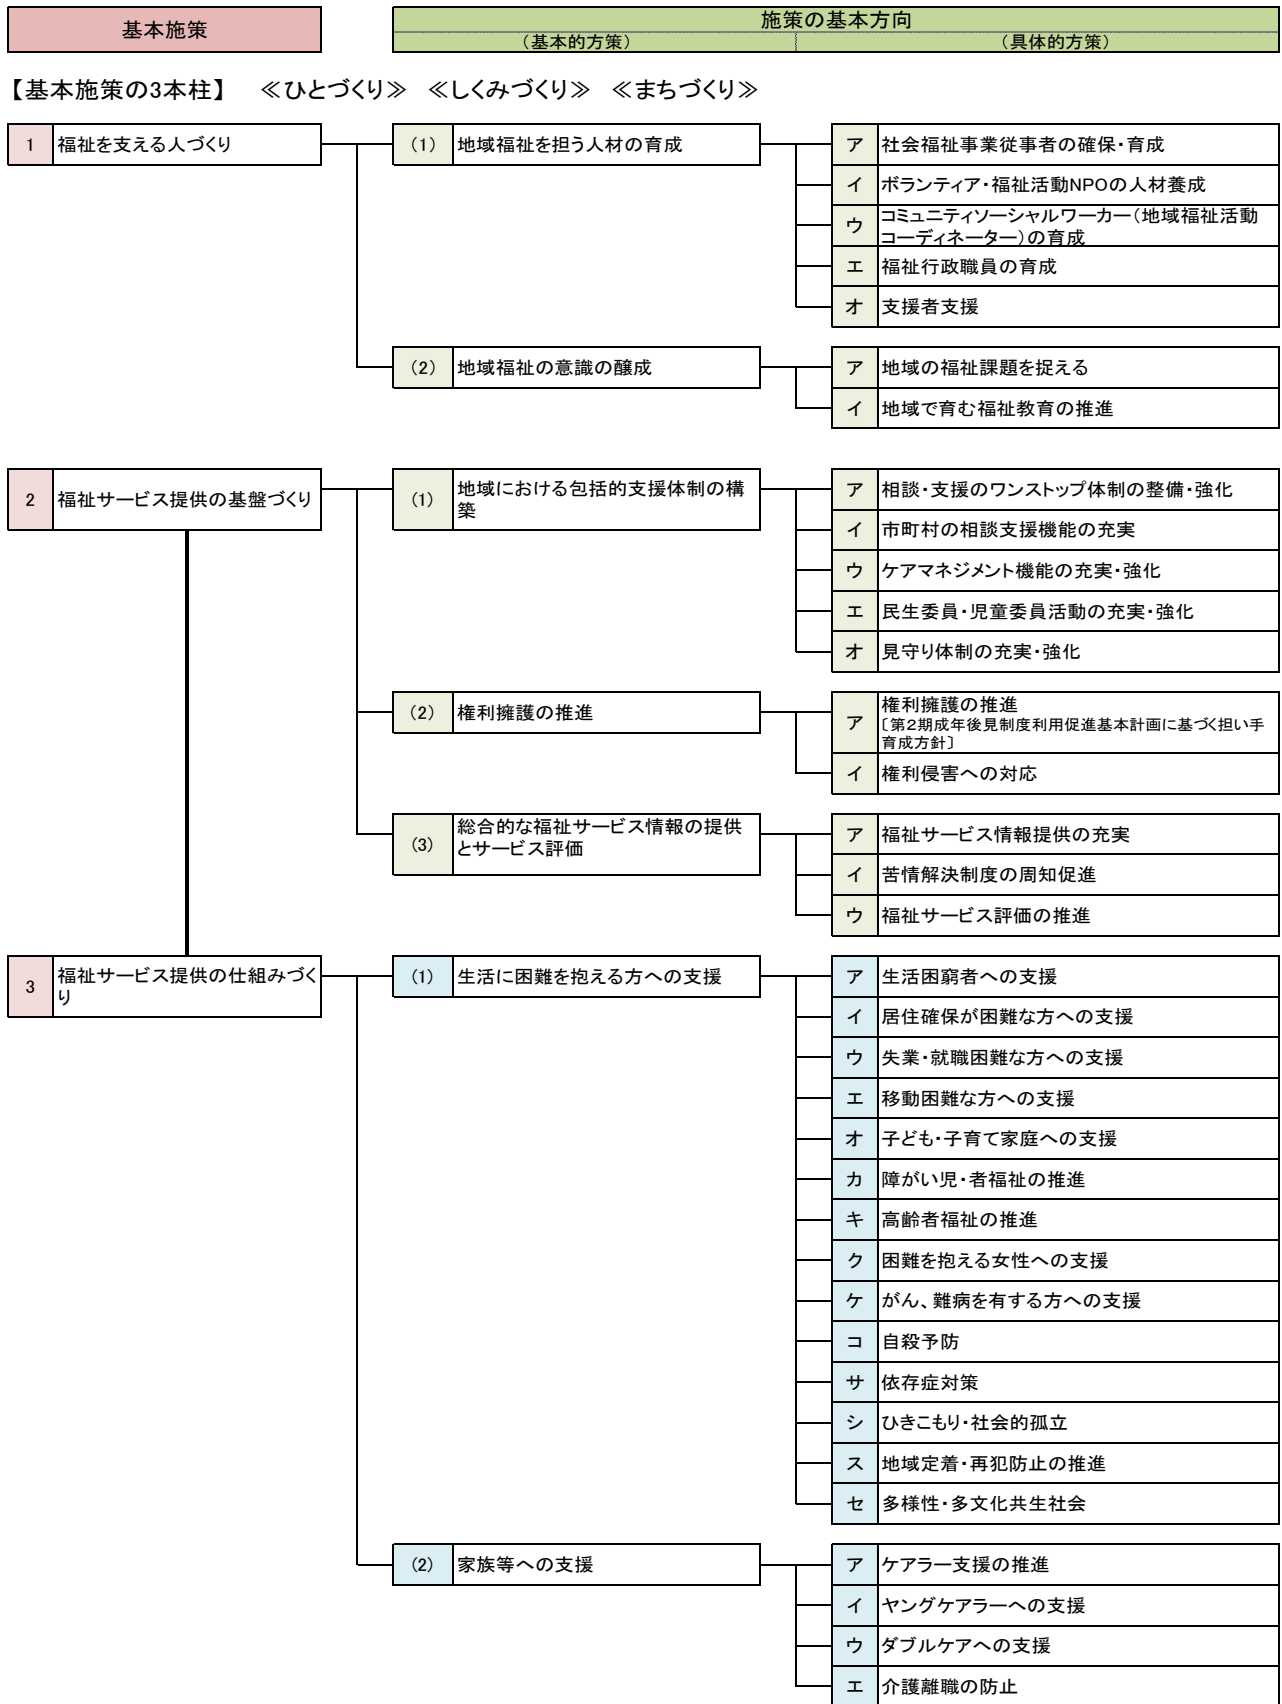 基本施策
施策の基本方向
(基本的方策)
(具体的方策)
【基本施策の3本柱】 ≪ひとづくり≫ ≪しくみづくり≫ ≪まちづくり≫
1 福祉を支える人づくり
(1) 地域福祉を担う人材の育成
ア 社会福祉事業従事者の確保・育成
イ ボランティア・福祉活動NPOの人材養成
ウ コミュニティソーシャルワーカー(地域福祉活動
コーディネーター)の育成
エ 福祉行政職員の育成
オ 支援者支援
(2) 地域福祉の意識の醸成
ア 地域の福祉課題を捉える
イ 地域で育む福祉教育の推進
2 福祉サービス提供の基盤づくり
(1) 地域における包括的支援体制の構
築
ア 相談・支援のワンストップ体制の整備・強化
イ 市町村の相談支援機能の充実
ウ ケアマネジメント機能の充実・強化
エ 民生委員・児童委員活動の充実・強化
オ 見守り体制の充実・強化
(2) 権利擁護の推進
ア 権利擁護の推進
〔第2期成年後見制度利用促進基本計画に基づく担い手
育成方針〕
イ 権利侵害への対応
(3) 総合的な福祉サービス情報の提供
とサービス評価
ア 福祉サービス情報提供の充実
イ 苦情解決制度の周知促進
ウ 福祉サービス評価の推進
3 福祉サービス提供の仕組みづく
り
(1) 生活に困難を抱える方への支援
ア 生活困窮者への支援
イ 居住確保が困難な方への支援
ウ 失業・就職困難な方への支援
エ 移動困難な方への支援
オ 子ども・子育て家庭への支援
カ 障がい児・者福祉の推進
キ 高齢者福祉の推進
ク 困難を抱える女性への支援
ケ がん、難病を有する方への支援
コ 自殺予防
サ 依存症対策
シ ひきこもり・社会的孤立
ス 地域定着・再犯防止の推進
セ 多様性・多文化共生社会
(2) 家族等への支援
ア ケアラー支援の推進
イ ヤングケアラーへの支援
ウ ダブルケアへの支援
エ 介護離職の防止